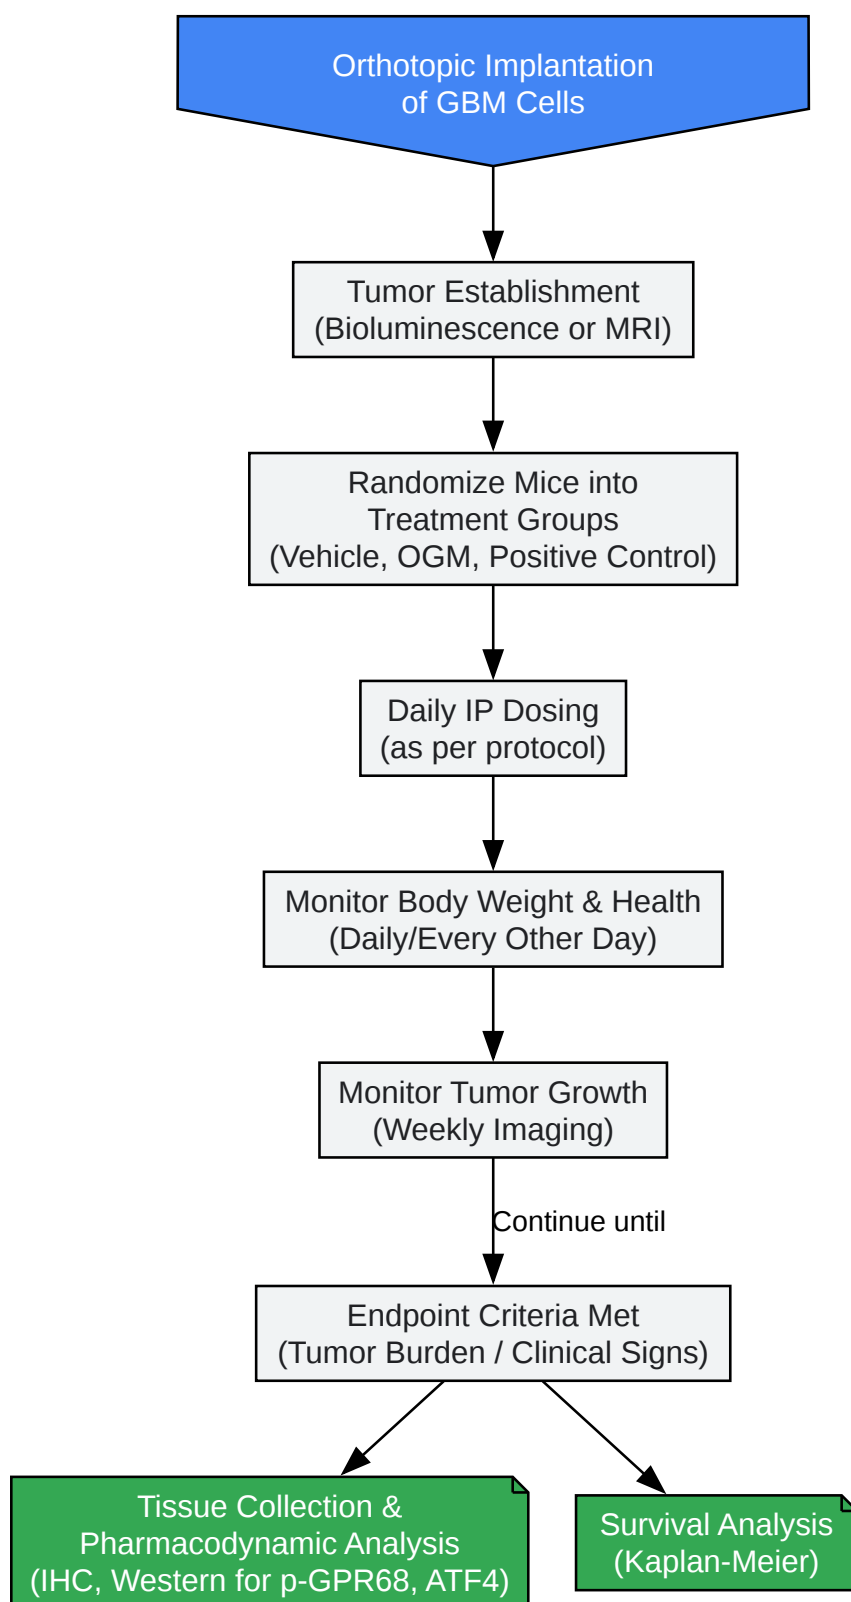 Orthotopic Implantation
of GBM Cells
Tumor Establishment
(Bioluminescence or MRI)
Randomize Mice into
Treatment Groups
(Vehicle, OGM, Positive Control)
Daily IP Dosing
(as per protocol)
Monitor Body Weight & Health
(Daily/Every Other Day)
Monitor Tumor Growth
(Weekly Imaging)
Continue until
Endpoint Criteria Met
(Tumor Burden / Clinical Signs)
Tissue Collection &
Pharmacodynamic Analysis
(IHC, Western for p-GPR68, ATF4)
Survival Analysis
(Kaplan-Meier)